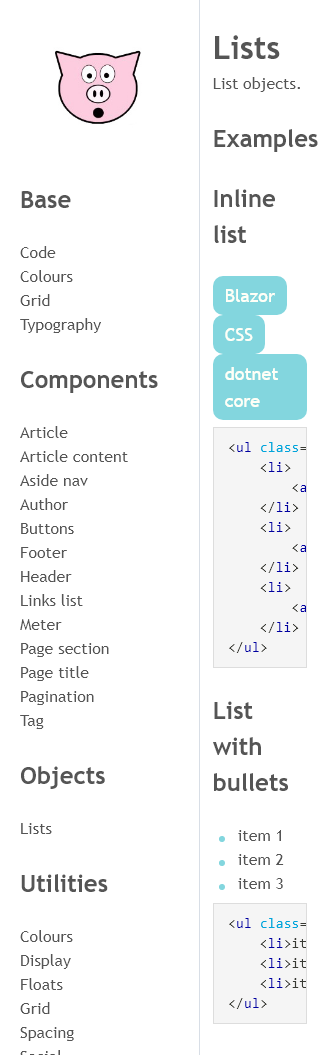 Base
Code
Colours
Grid
Typography
Components
Article
Article content
Aside nav
Author
Buttons
Footer
Header
Links list
Meter
Page section
Page title
Pagination
Tag
Objects
Lists
Utilities
Colours
Display
Floats
Grid
Spacing
Social
Lists
List objects.
Examples
Inline
list
Blazor
CSS
dotnet
core
<ul class=
<li>
<a
</li>
<li>
<a
</li>
<li>
<a
</li>
</ul>
List
with
bullets
item 1
item 2
item 3
<ul class=
<li>it
<li>it
<li>it
</ul>